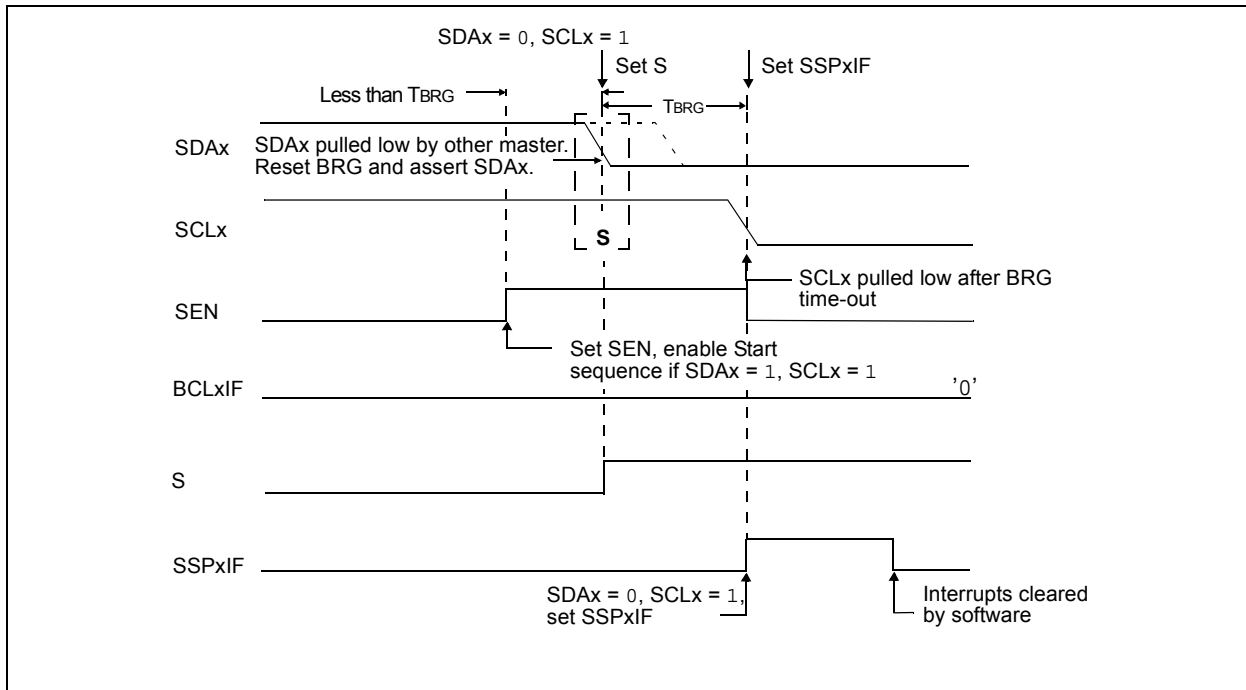 SDAx = 0, SCLx = 1
Set S
Set SSPxIF
Less than TBRG
TBRG
SDAx
SDAx pulled low by other master.
Reset BRG and assert SDAx.
SCLx
S
SCLx pulled low after BRG
time-out
SEN
Set SEN, enable Start
sequence if SDAx = 1, SCLx = 1
BCLxIF
'0'
S
SSPxIF
SDAx = 0, SCLx = 1,
set SSPxIF
Interrupts cleared
by software